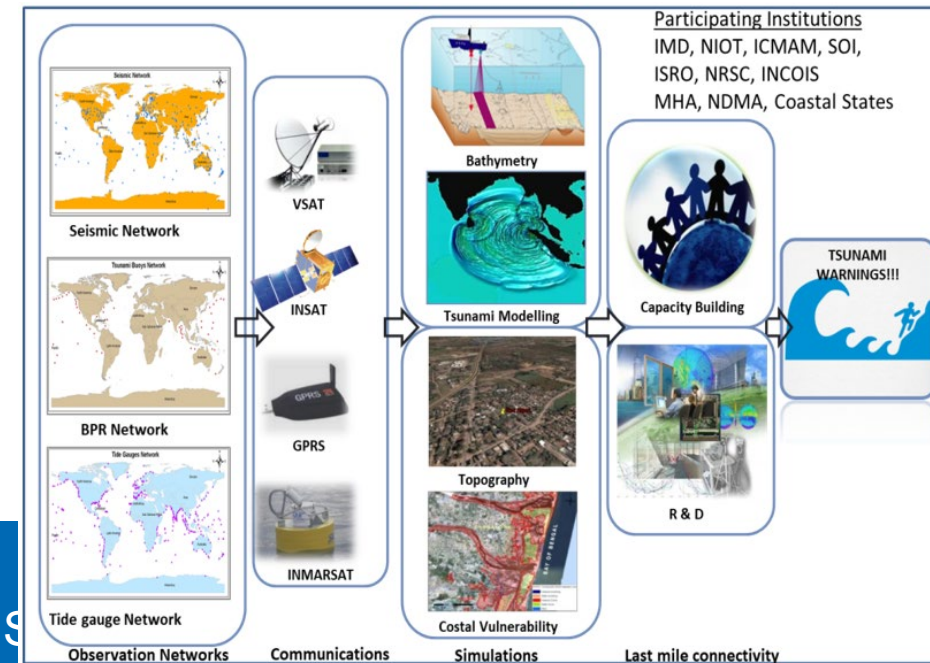 Participating Institutions
IMD, NIOT, ICMAM, SOI,
ISRO, NRSC, INCOIS
MHA, NDMA, Coastal States
Seismic Network
Seismic Network
Tsunami Buoys Network
BPR Network
Tide Gauges Network
Tide gauge Network
Observation Networks
VSAT
INSAT
GPRS
GPRS
INMARSAT
Communications
Bathymetry
Tsunami Modelling
Topography
BAY OF BENGAL
Costal Vulnerability
Simulations
Capacity Building
R & D
Last mile connectivity
TSUNAMI
WARNINGS!!!